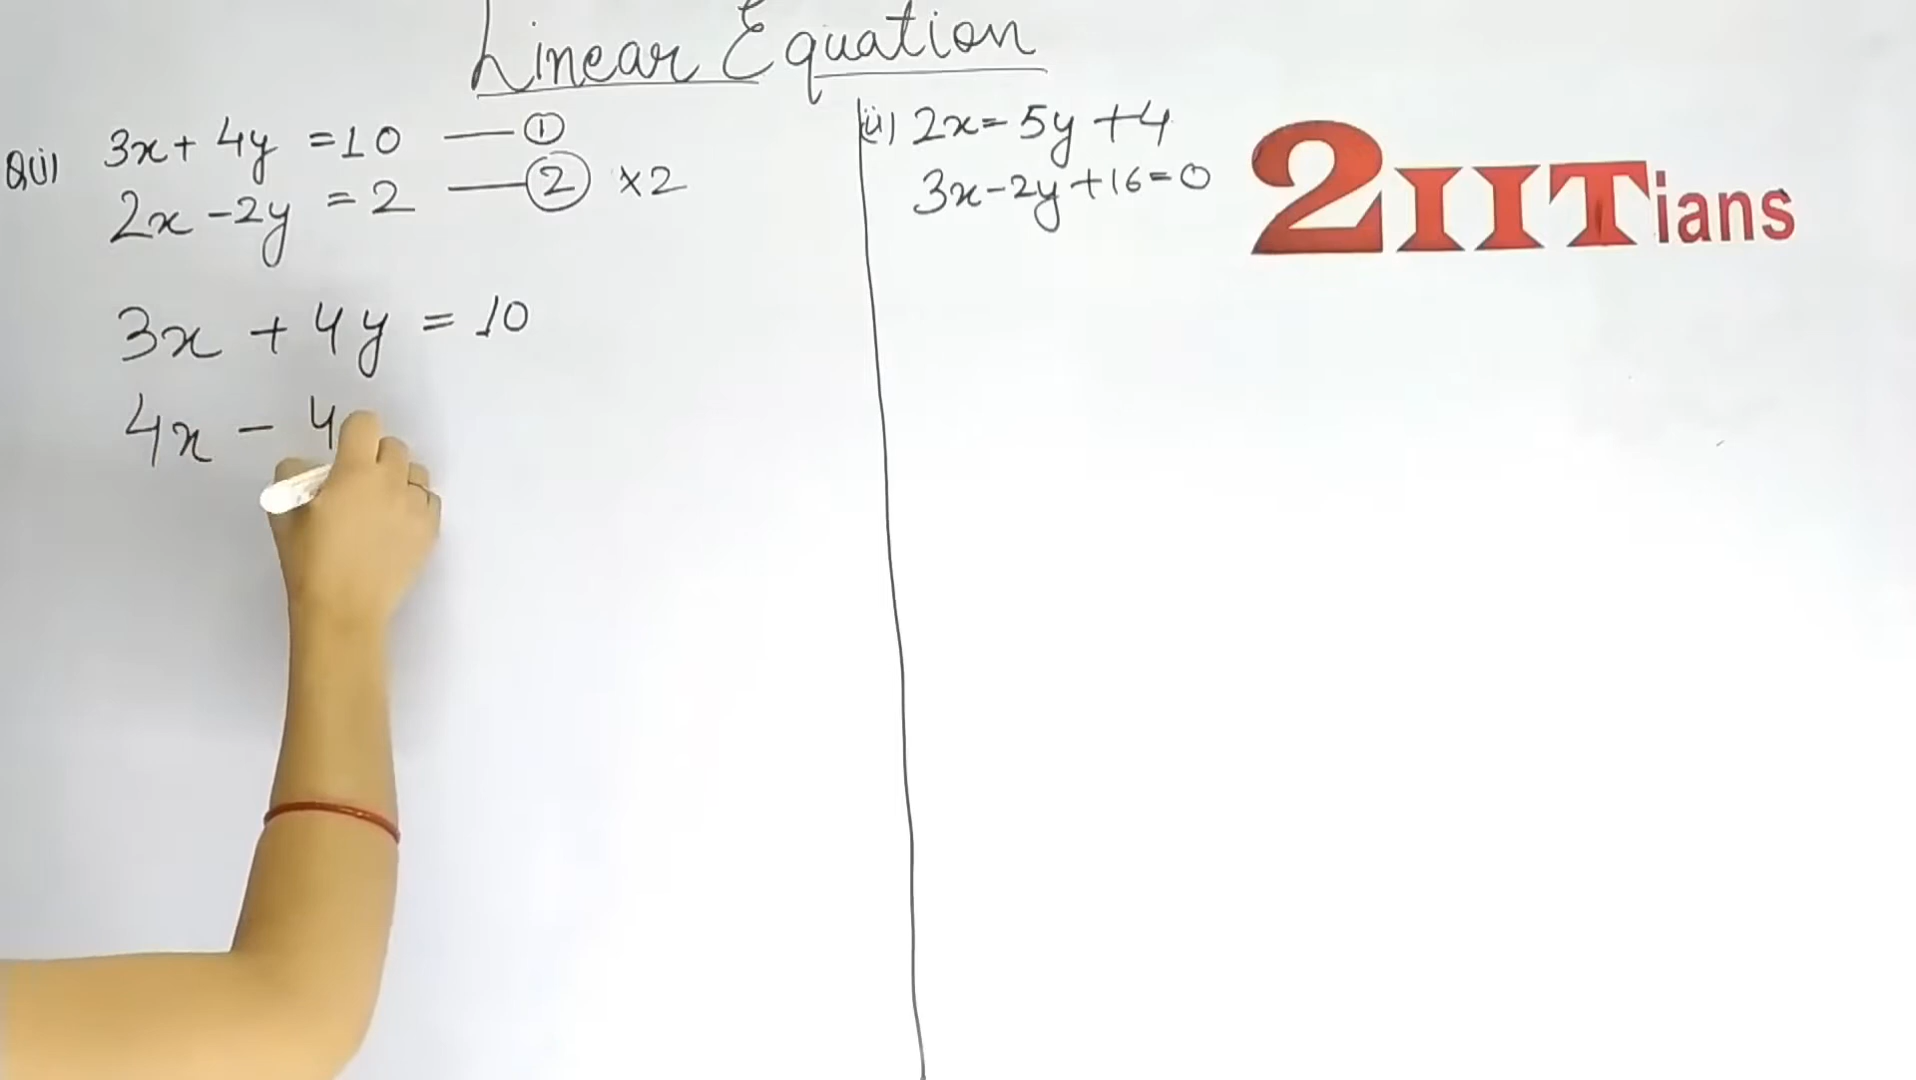 Linear Equation
Q(i) 3x + 4y = 10 — ①
2x - 2y = 2 — ② ×2
3x + 4y = 10
4x - 4
(ii) 2x = 5y + 4
3x - 2y + 16 = 0
2IITians